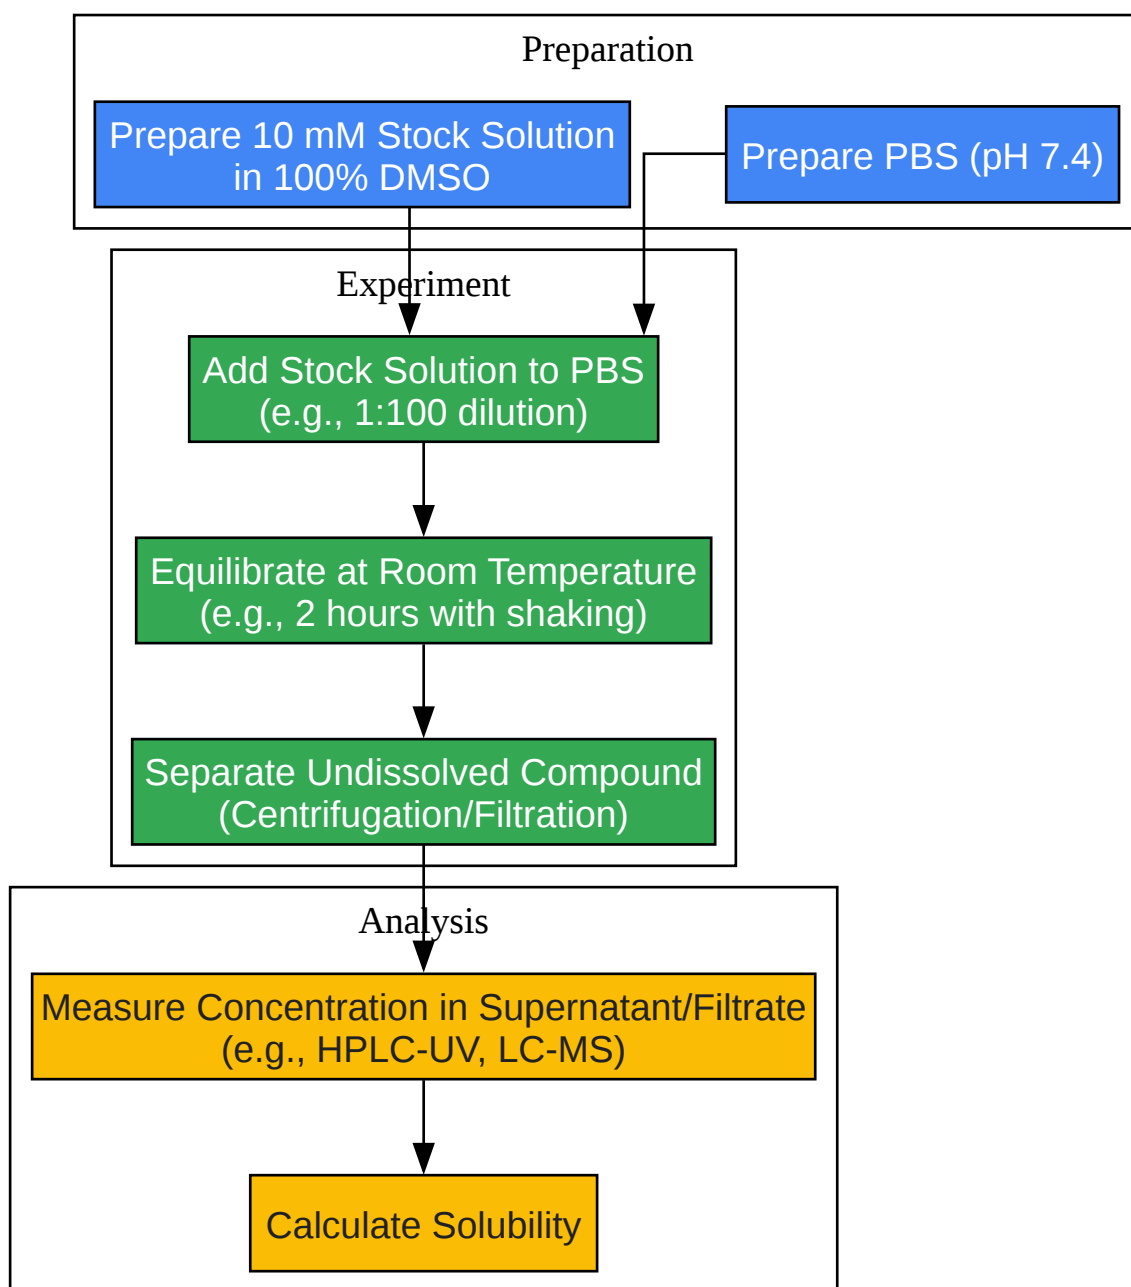 Preparation
Prepare 10 mM Stock Solution
in 100% DMSO
Prepare PBS (pH 7.4)
Experiment
Add Stock Solution to PBS
(e.g., 1:100 dilution)
Equilibrate at Room Temperature
(e.g., 2 hours with shaking)
Separate Undissolved Compound
(Centrifugation/Filtration)
Analysis
Measure Concentration in Supernatant/Filtrate
(e.g., HPLC-UV, LC-MS)
Calculate Solubility